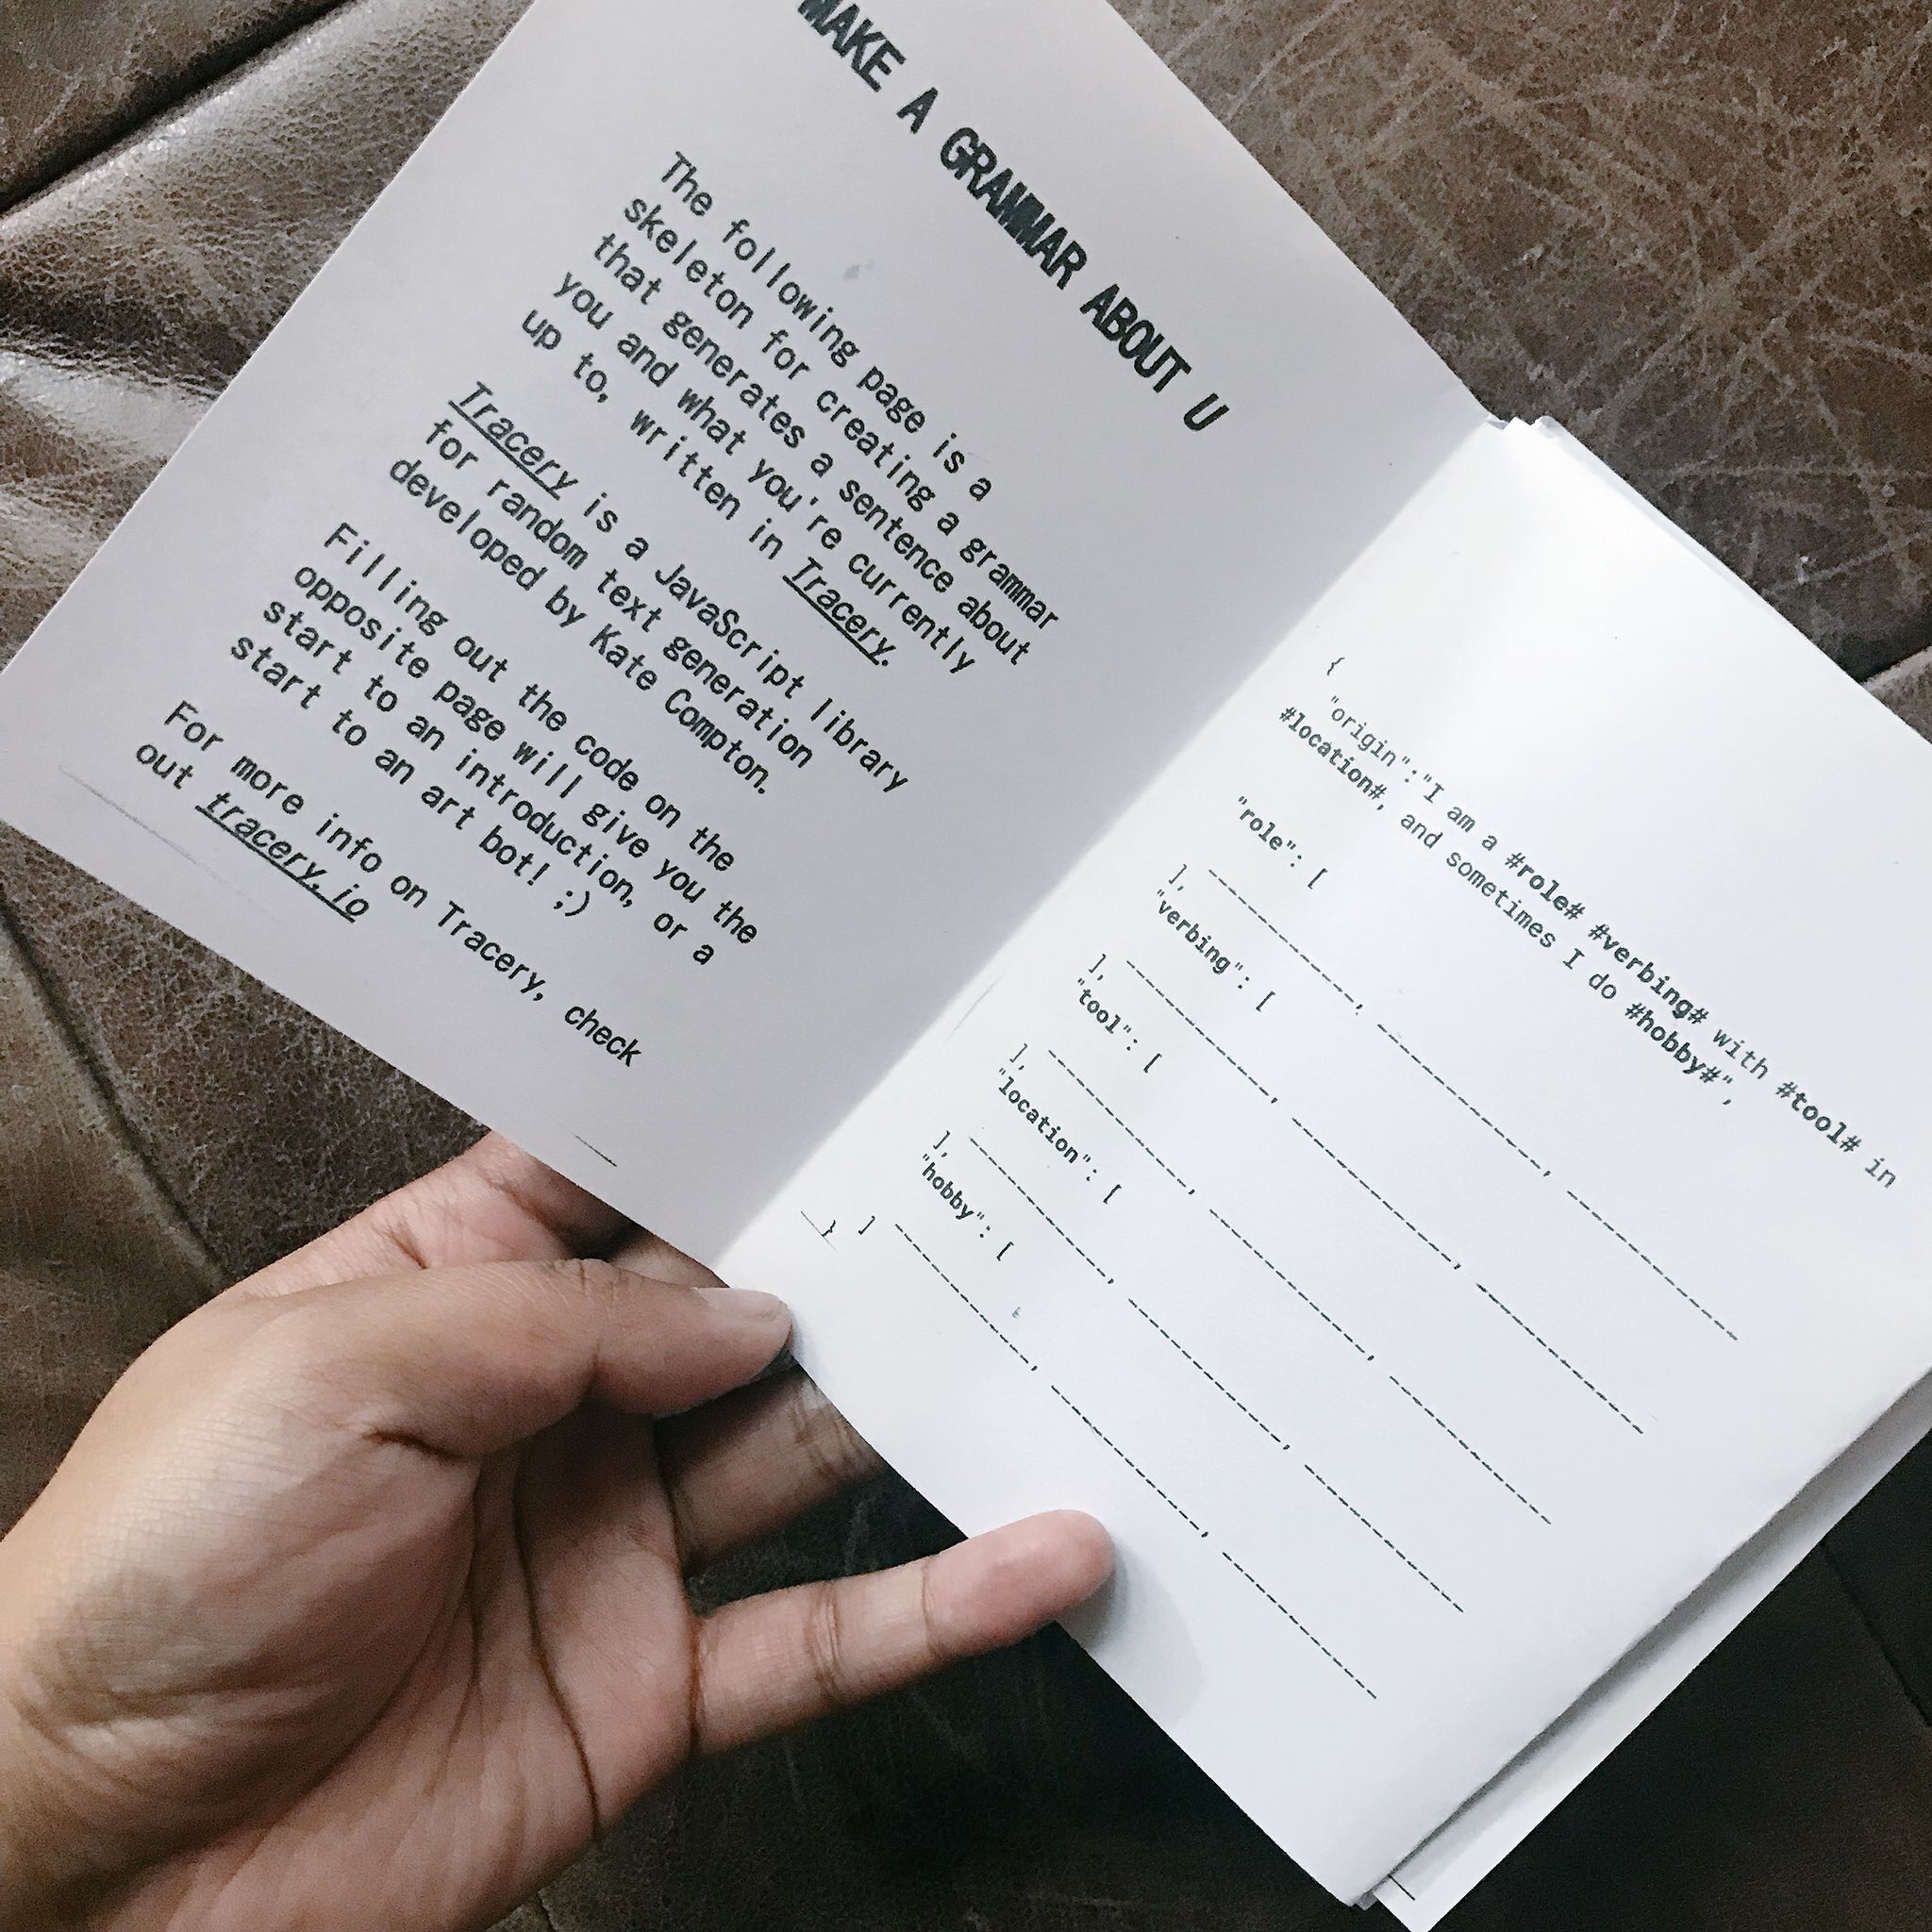 MAKE A GRAMMAR ABOUT U
The following page is a
skeleton for creating a grammar
that generates a sentence about
you and what you're currently
up to, written in Tracery.
Tracery is a JavaScript library
for random text generation
developed by Kate Compton.
Filling out the code on the
opposite page will give you the
start to an introduction, or a
start to an art bot! ;)
For more info on Tracery, check
out tracery.io
{
"origin":"I am a #role# #verbing# with #tool# in
#location#, and sometimes I do #hobby#",
"role": [
__________, __________, __________
],
"verbing": [
__________, __________, __________
],
"tool": [
__________, __________, __________
],
"location": [
__________, __________, __________
],
"hobby": [
__________, __________, __________
]
}